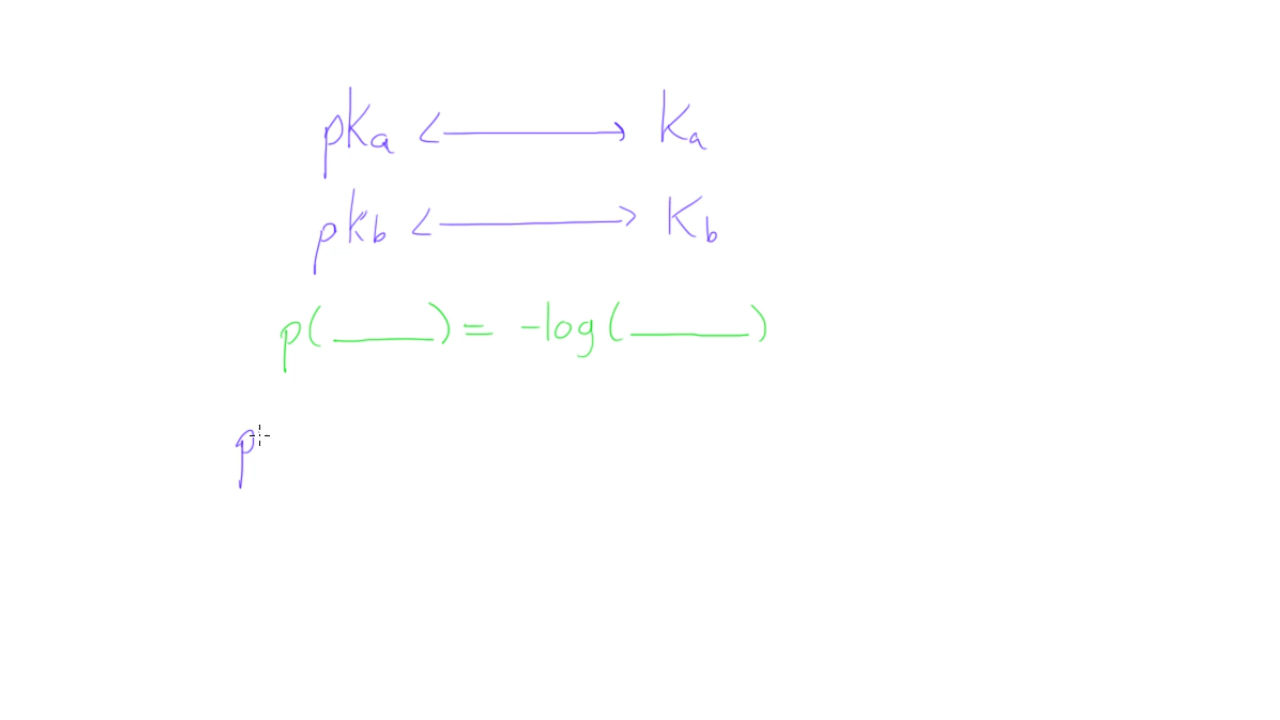 pKa <——> Ka
pkb <——> Kb
p(____) = -log(____)
p